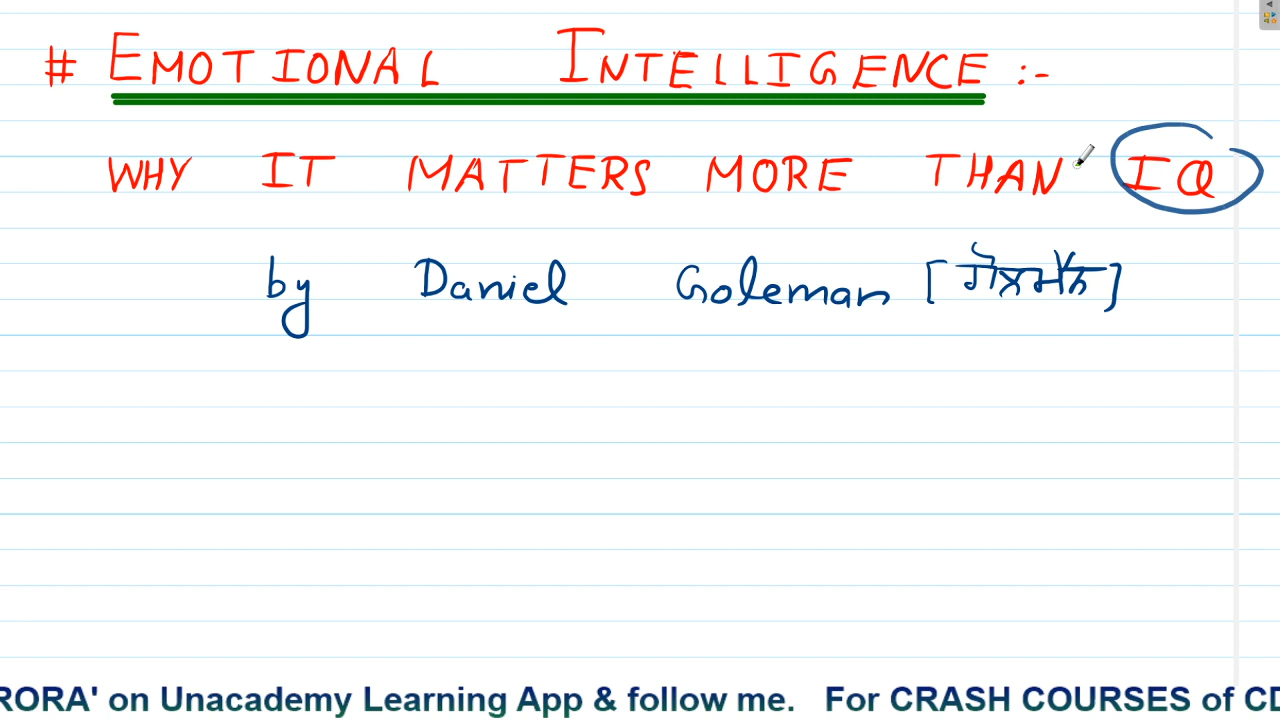 # EMOTIONAL INTELLIGENCE :-
WHY IT MATTERS MORE THAN IQ
by Daniel Goleman [ਗੋਲਮੈਨ]
RORA' on Unacademy Learning App & follow me. For CRASH COURSES of CD